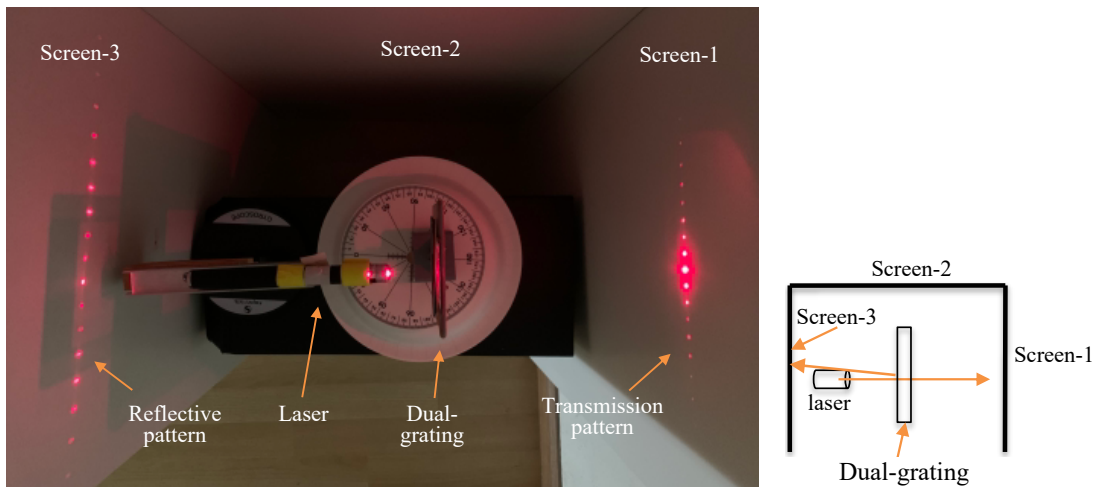 Screen-3
Screen-2
Screen-1
Reflective
pattern
Laser
Dual-
grating
Transmission
pattern
Screen-2
Screen-3
Screen-1
laser
Dual-grating